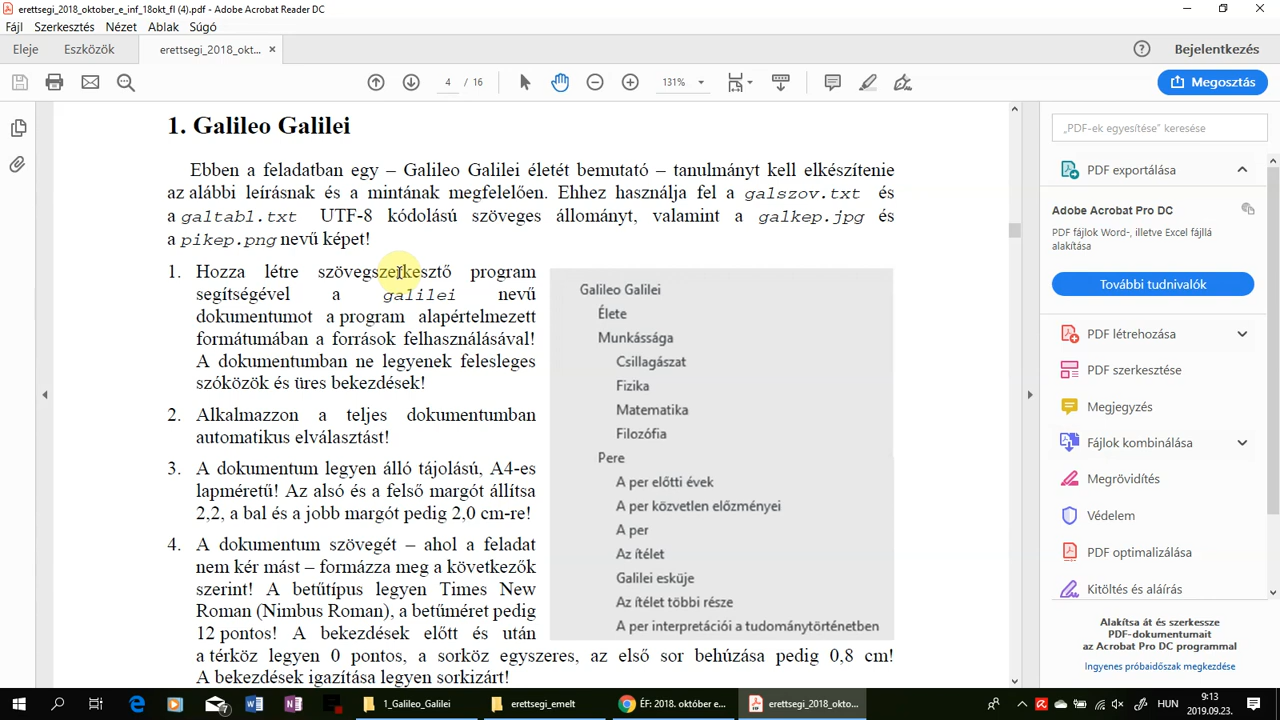 erettsegi_2018_oktober_e_inf_18okt_fl (4).pdf - Adobe Acrobat Reader DC
Fájl Szerkesztés Nézet Ablak Súgó
Eleje Eszközök erettsegi_2018_okt... Bejelentkezés
4 / 16 131% Megosztás
1. Galileo Galilei
Ebben a feladatban egy – Galileo Galilei életét bemutató – tanulmányt kell elkészítenie
az alábbi leírásnak és a mintának megfelelően. Ehhez használja fel a galszov.txt és
a galtabl.txt UTF-8 kódolású szöveges állományt, valamint a galkep.jpg és
a pikep.png nevű képet!
1. Hozza létre szövegszerkesztő program
segítségével a galilei nevű
dokumentumot a program alapértelmezett
formátumában a források felhasználásával!
A dokumentumban ne legyenek felesleges
szóközök és üres bekezdések!
2. Alkalmazzon a teljes dokumentumban
automatikus elválasztást!
3. A dokumentum legyen álló tájolású, A4-es
lapméretű! Az alsó és a felső margót állítsa
2,2, a bal és a jobb margót pedig 2,0 cm-re!
4. A dokumentum szövegét – ahol a feladat
nem kér mást – formázza meg a következők
szerint! A betűtípus legyen Times New
Roman (Nimbus Roman), a betűméret pedig
12 pontos! A bekezdések előtt és után
a térköz legyen 0 pontos, a sorköz egyszeres, az első sor behúzása pedig 0,8 cm!
A bekezdések igazítása legyen sorkizárt!
Galileo Galilei
Élete
Munkássága
Csillagászat
Fizika
Matematika
Filozófia
Pere
A per előtti évek
A per közvetlen előzményei
A per
Az ítélet
Galilei esküje
Az ítélet többi része
A per interpretációi a tudománytörténetben
„PDF-ek egyesítése” keresése
PDF exportálása
Adobe Acrobat Pro DC
PDF fájlok Word-, illetve Excel fájllá
alakítása
További tudnivalók
PDF létrehozása
PDF szerkesztése
Megjegyzés
Fájlok kombinálása
Megrövidítés
Védelem
PDF optimalizálása
Kitöltés és aláírás
Alakítsa át és szerkessze
PDF-dokumentumait
az Acrobat Pro DC programmal
Ingyenes próbaidőszak megkezdése
1_Galileo_Galilei erettsegi_emelt ÉF: 2018. október e... erettsegi_2018_okto... HUN 9:13
2019.09.23.